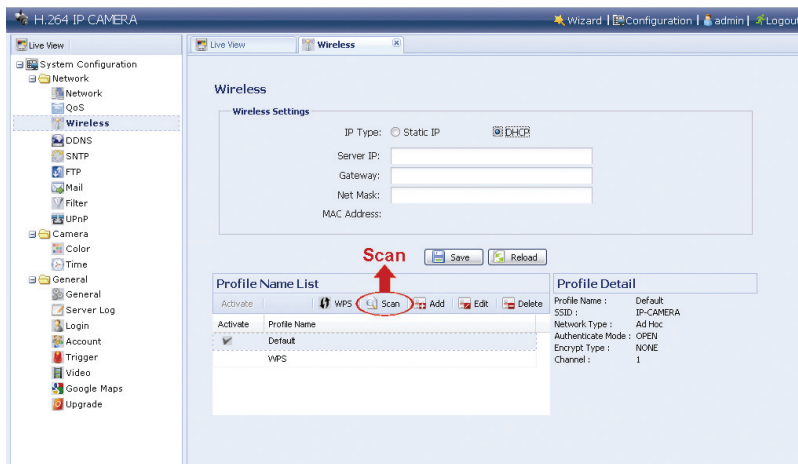 H.264 IP CAMERA
Wizard | Configuration | admin | Logout
Live View
System Configuration
Network
Network
QoS
Wireless
DDNS
SNTP
FTP
Mail
Filter
UPnP
Camera
Color
Time
General
General
Server Log
Login
Account
Trigger
Video
Google Maps
Upgrade
Live View
Wireless
Wireless
Wireless Settings
IP Type: Static IP DHCP
Server IP:
Gateway:
Net Mask:
MAC Address:
Scan
Save Reload
Profile Name List
Activate WPS Scan Add Edit Delete
Activate Profile Name
Default
WPS
Profile Detail
Profile Name : Default
SSID : IP-CAMERA
Network Type : Ad Hoc
Authenticate Mode : OPEN
Encrypt Type : NONE
Channel : 1